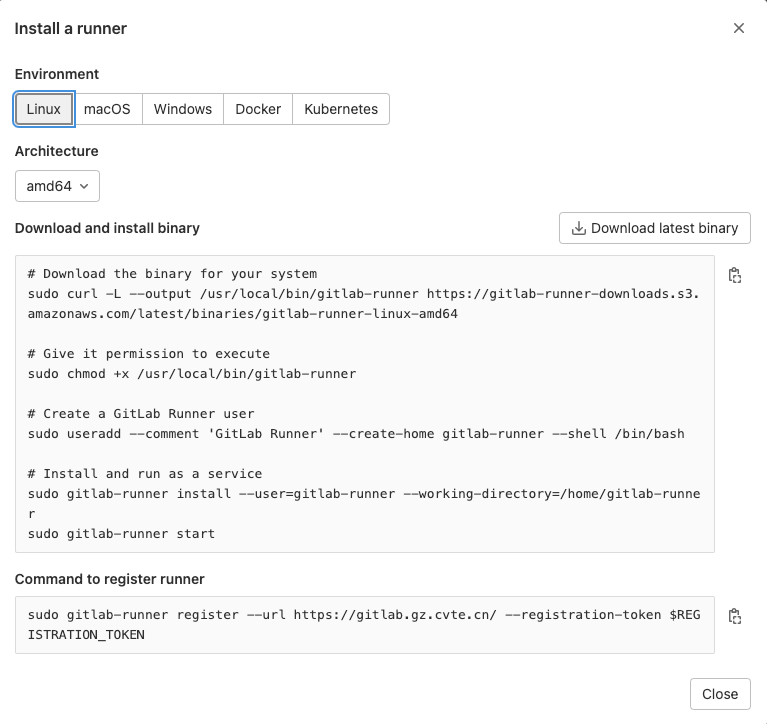 Install a runner
Environment
Linux macOS Windows Docker Kubernetes
Architecture
amd64
Download and install binary
Download latest binary
# Download the binary for your system
sudo curl -L --output /usr/local/bin/gitlab-runner https://gitlab-runner-downloads.s3.
amazonaws.com/latest/binaries/gitlab-runner-linux-amd64
# Give it permission to execute
sudo chmod +x /usr/local/bin/gitlab-runner
# Create a GitLab Runner user
sudo useradd --comment 'GitLab Runner' --create-home gitlab-runner --shell /bin/bash
# Install and run as a service
sudo gitlab-runner install --user=gitlab-runner --working-directory=/home/gitlab-runne
r
sudo gitlab-runner start
Command to register runner
sudo gitlab-runner register --url https://gitlab.gz.cvte.cn/ --registration-token $REG
ISTRATION_TOKEN
Close